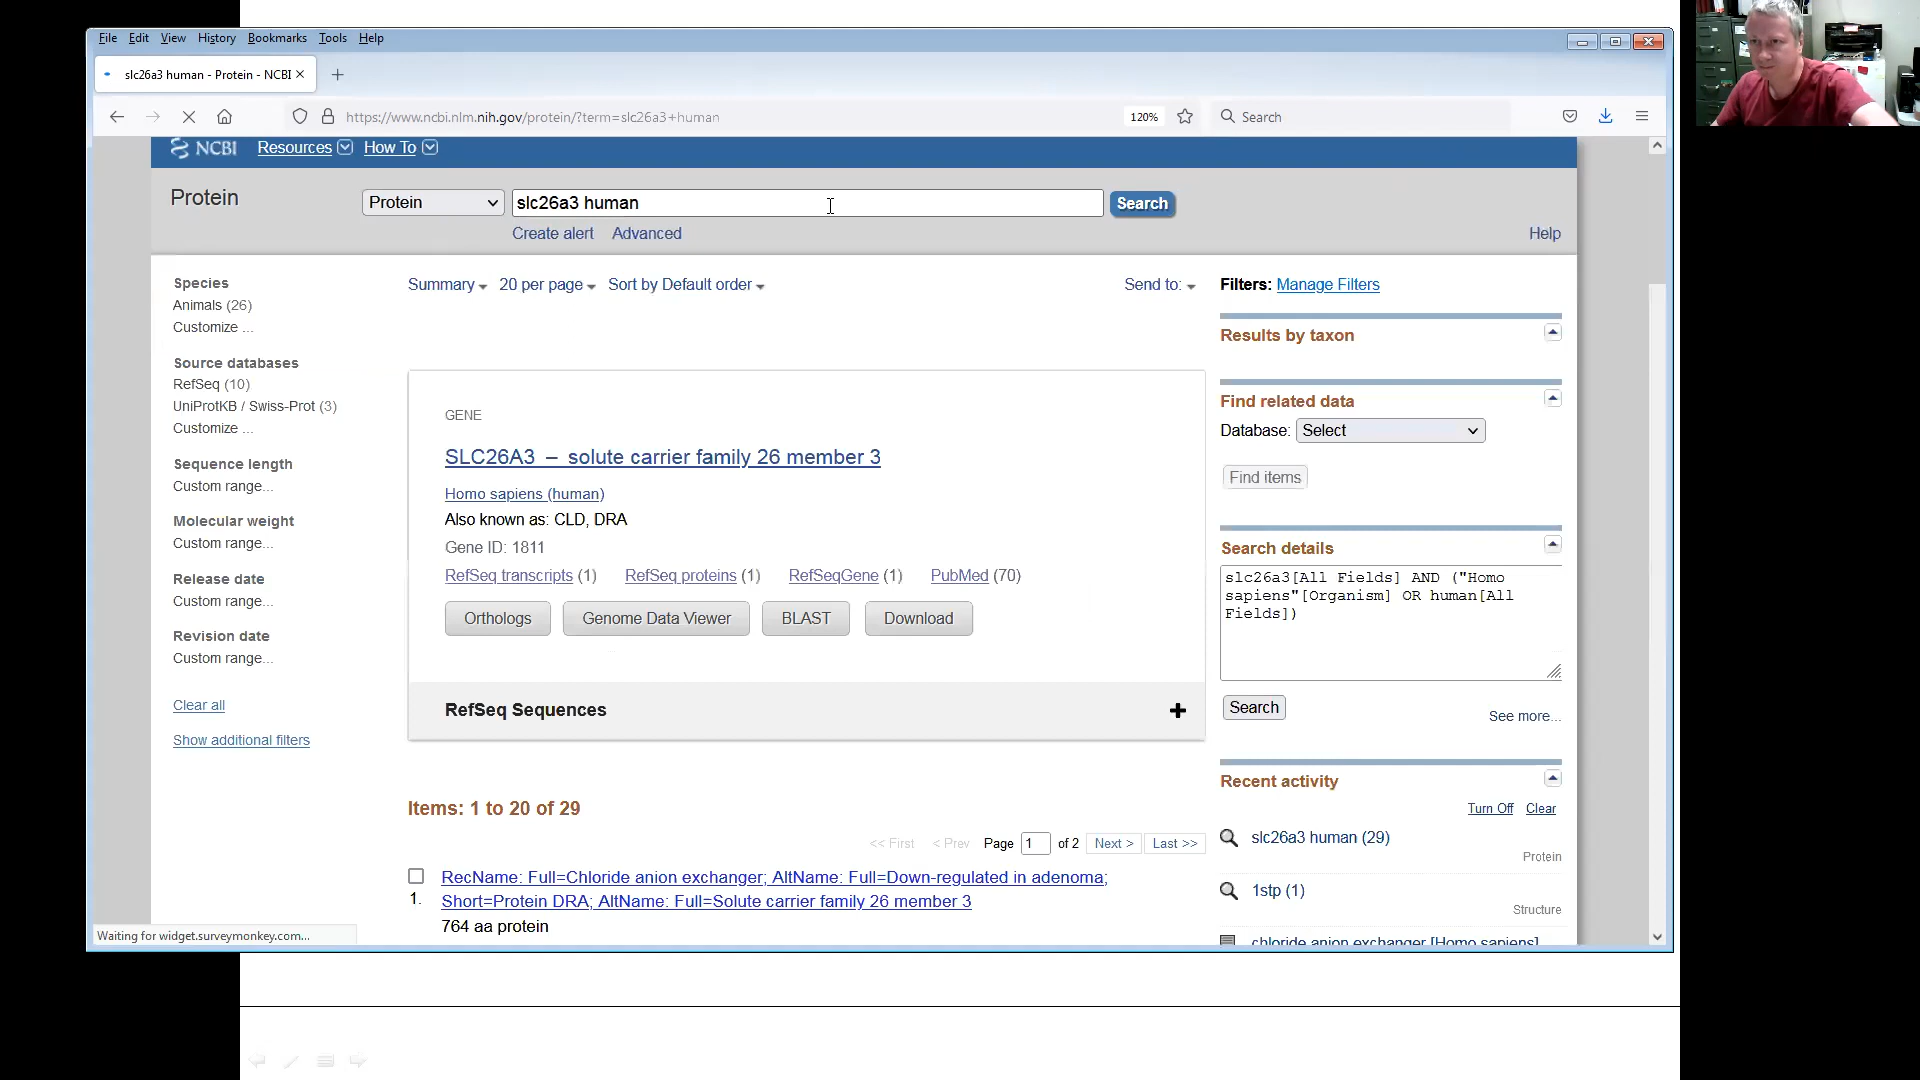 File Edit View History Bookmarks Tools Help
slc26a3 human - Protein - NCBI
https://www.ncbi.nlm.nih.gov/protein/?term=slc26a3+human
120%
Search
NCBI Resources How To
Protein
Protein
slc26a3 human
Search
Create alert Advanced
Help
Species
Animals (26)
Customize ...
Source databases
RefSeq (10)
UniProtKB / Swiss-Prot (3)
Customize ...
Sequence length
Custom range...
Molecular weight
Custom range...
Release date
Custom range...
Revision date
Custom range...
Clear all
Show additional filters
Summary 20 per page Sort by Default order
Send to:
GENE
SLC26A3 – solute carrier family 26 member 3
Homo sapiens (human)
Also known as: CLD, DRA
Gene ID: 1811
RefSeq transcripts (1) RefSeq proteins (1) RefSeqGene (1) PubMed (70)
Orthologs Genome Data Viewer BLAST Download
RefSeq Sequences
Items: 1 to 20 of 29
<< First < Prev Page 1 of 2 Next > Last >>
RecName: Full=Chloride anion exchanger; AltName: Full=Down-regulated in adenoma;
1. Short=Protein DRA; AltName: Full=Solute carrier family 26 member 3
764 aa protein
Filters: Manage Filters
Results by taxon
Find related data
Database: Select
Find items
Search details
slc26a3[All Fields] AND ("Homo
sapiens"[Organism] OR human[All
Fields])
Search
See more...
Recent activity
Turn Off Clear
slc26a3 human (29)
Protein
1stp (1)
Structure
chloride anion exchanger [Homo sapiens]
Waiting for widget.surveymonkey.com...